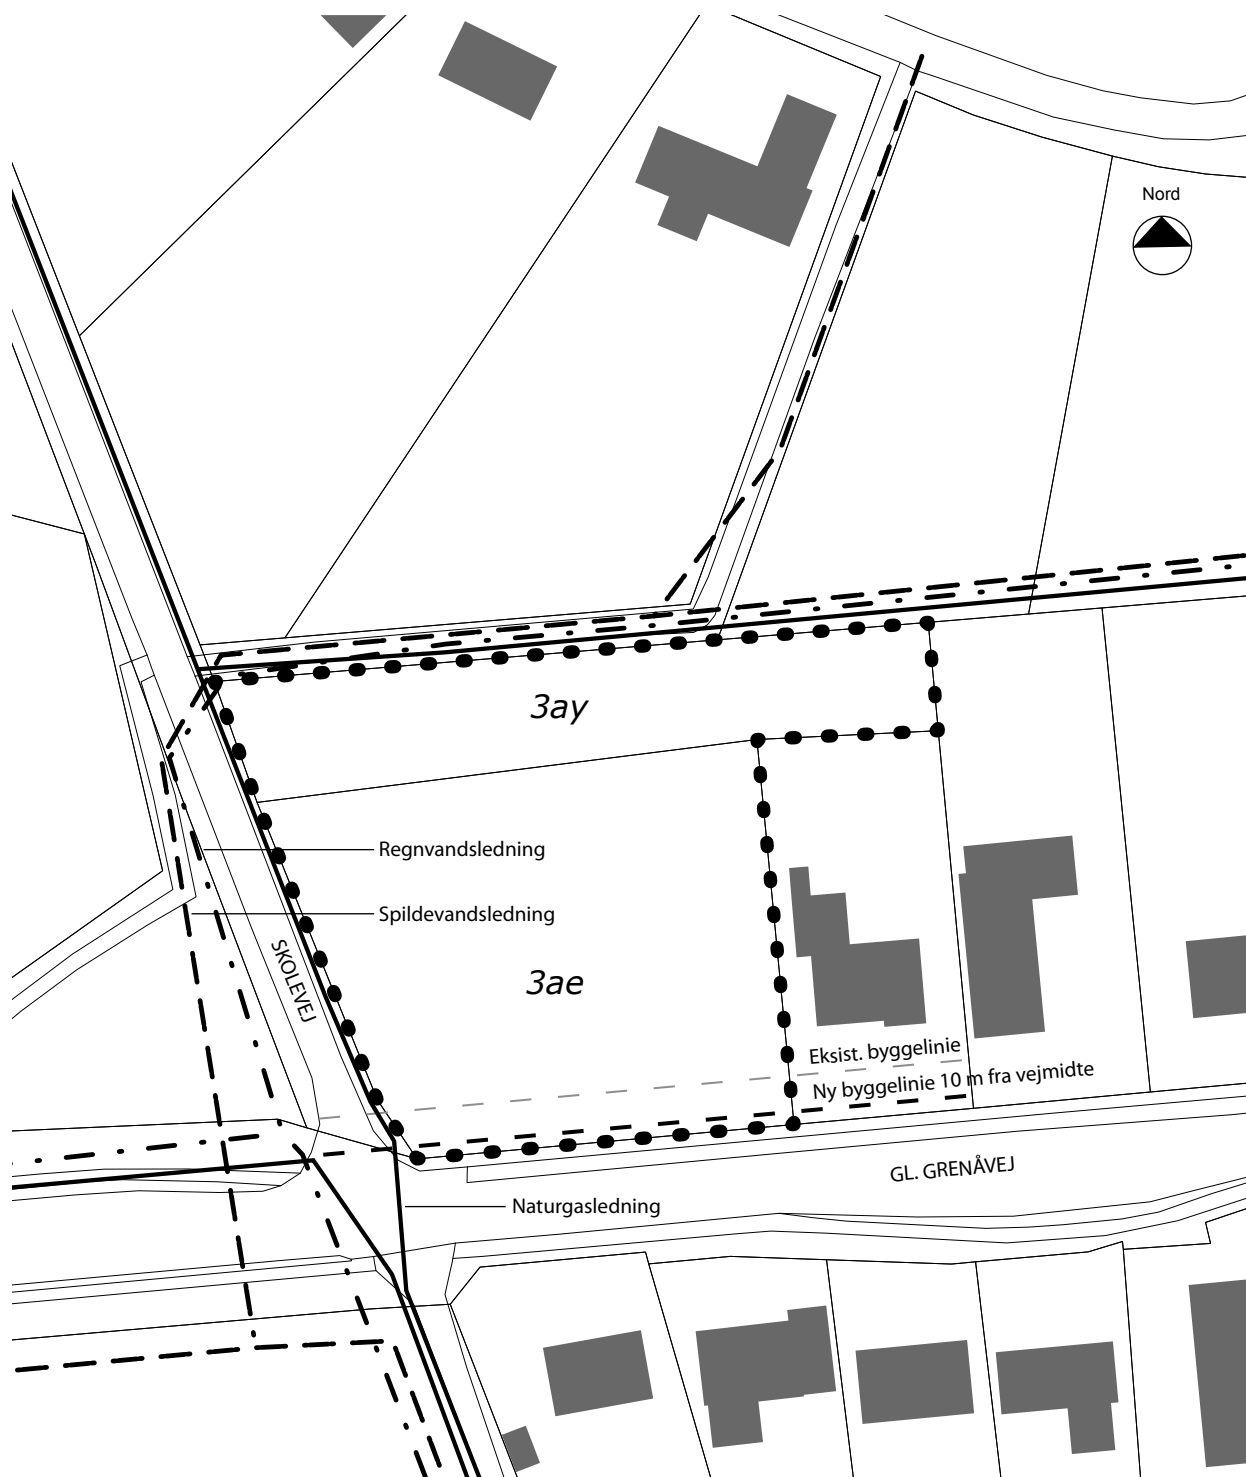 Nord
3ay
Regnvandsledning
Spildevandsledning
SKOLEVEJ
3ae
Eksist. byggelinie
Ny byggelinie 10 m fra vejmidte
GL. GRENÅVEJ
Naturgasledning